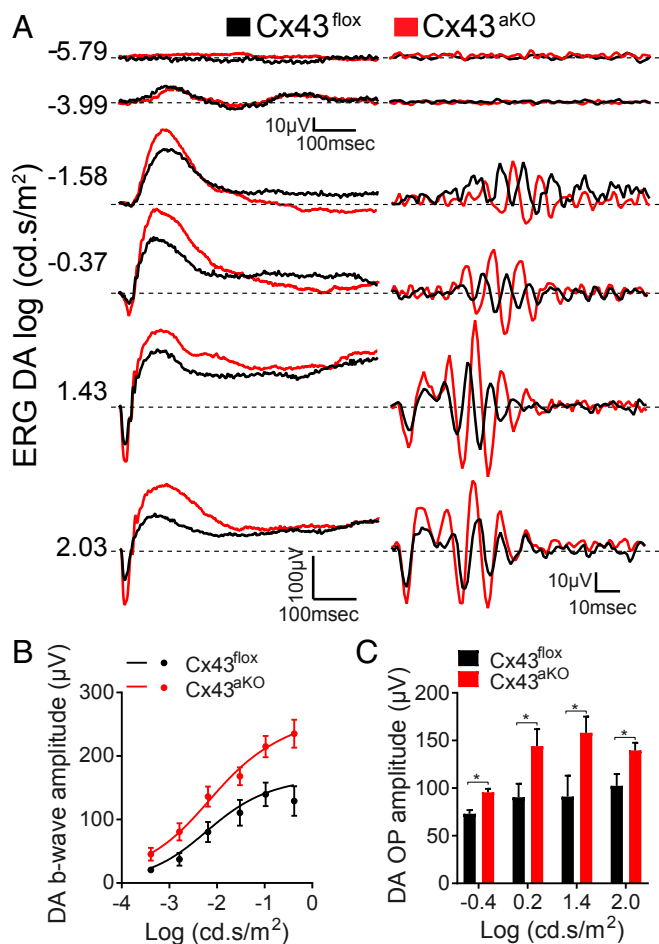 A
Cx43flox Cx43aKO
-5.79
-3.99
10µV
100msec
-1.58
-0.37
ERG DA log (cd.s/m²)
1.43
2.03
100µV
100msec
10µV
10msec
B
Cx43flox
Cx43aKO
DA b-wave amplitude (µV)
300
200
100
0
-4 -3 -2 -1 0
Log (cd.s/m²)
C
Cx43flox
Cx43aKO
DA OP amplitude (µV)
200
150
100
50
0
* * * *
-0.4 0.2 1.4 2.0
Log (cd.s/m²)